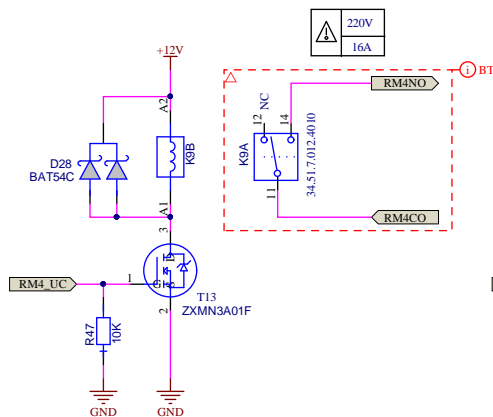 220V
16A
+12V
i
BT
RM4NO
A2
12
NC
14
K9A
K9B
34.51.7.012.4010
D28
BAT54C
11
A1
RM4CO
3
RM4_UC
1
G
T13
ZXMN3A01F
2
R47
10K
GND
GND